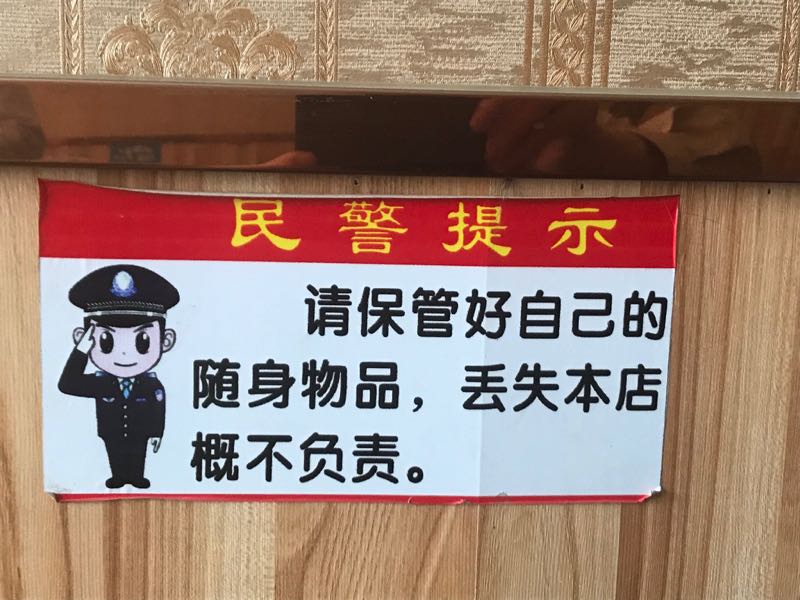 民警提示
请保管好自己的
随身物品，丢失本店
概不负责。